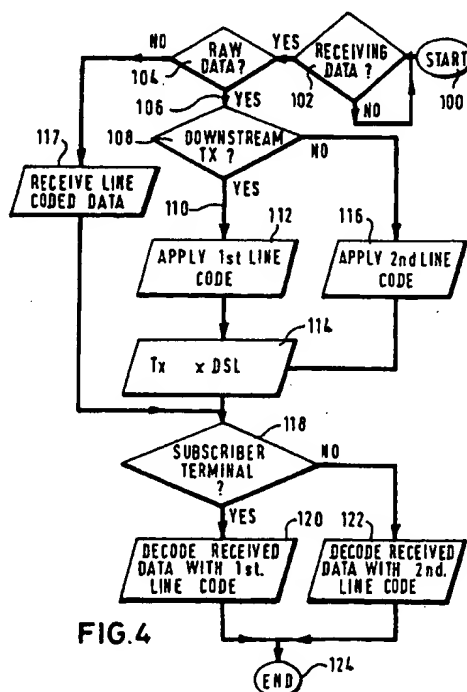 NO
RAW
DATA ?
104
YES
RECEIVING
DATA ?
102
NO
START
100
106
YES
108
DOWNSTREAM
TX ?
NO
117
RECEIVE LINE
CODED DATA
110
YES
112
APPLY 1st LINE
CODE
116
APPLY 2nd LINE
CODE
114
Tx x DSL
118
SUBSCRIBER
TERMINAL
?
NO
YES
120
DECODE RECEIVED
DATA WITH 1st.
LINE CODE
122
DECODE RECEIVED
DATA WITH 2nd.
LINE CODE
FIG.4
END
124